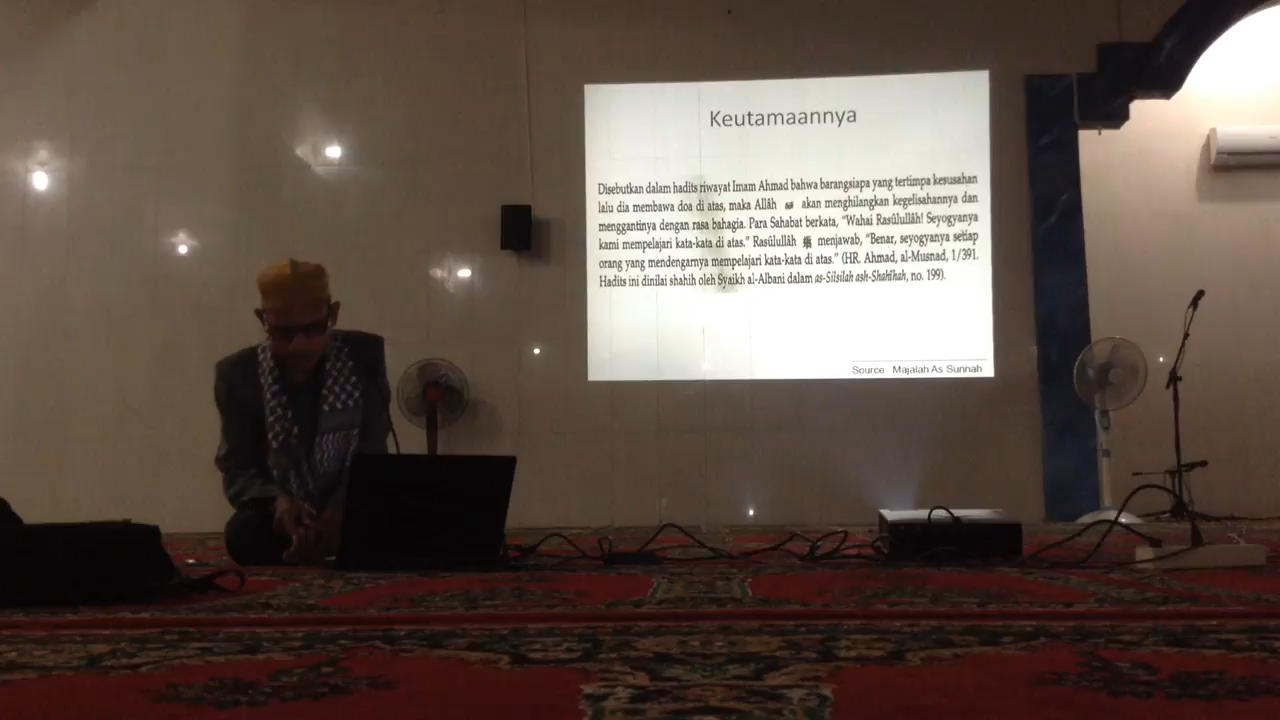 Keutamaannya
Disebutkan dalam hadits riwayat Imam Ahmad bahwa barangsiapa yang tertimpa kesusahan
lalu dia membawa doa di atas, maka Allâh akan menghilangkan kegelisahannya dan
menggantinya dengan rasa bahagia. Para Sahabat berkata, "Wahai Rasûlullâh! Seyogyanya
kami mempelajari kata-kata di atas." Rasûlullâh ﷺ menjawab, "Benar, seyogyanya setiap
orang yang mendengarnya mempelajari kata-kata di atas." (HR. Ahmad, al-Musnad, 1/391.
Hadits ini dinilai shahih oleh Syaikh al-Albani dalam as-Silsilah ash-Shahîhah, no. 199).
Source Majalah As Sunnah